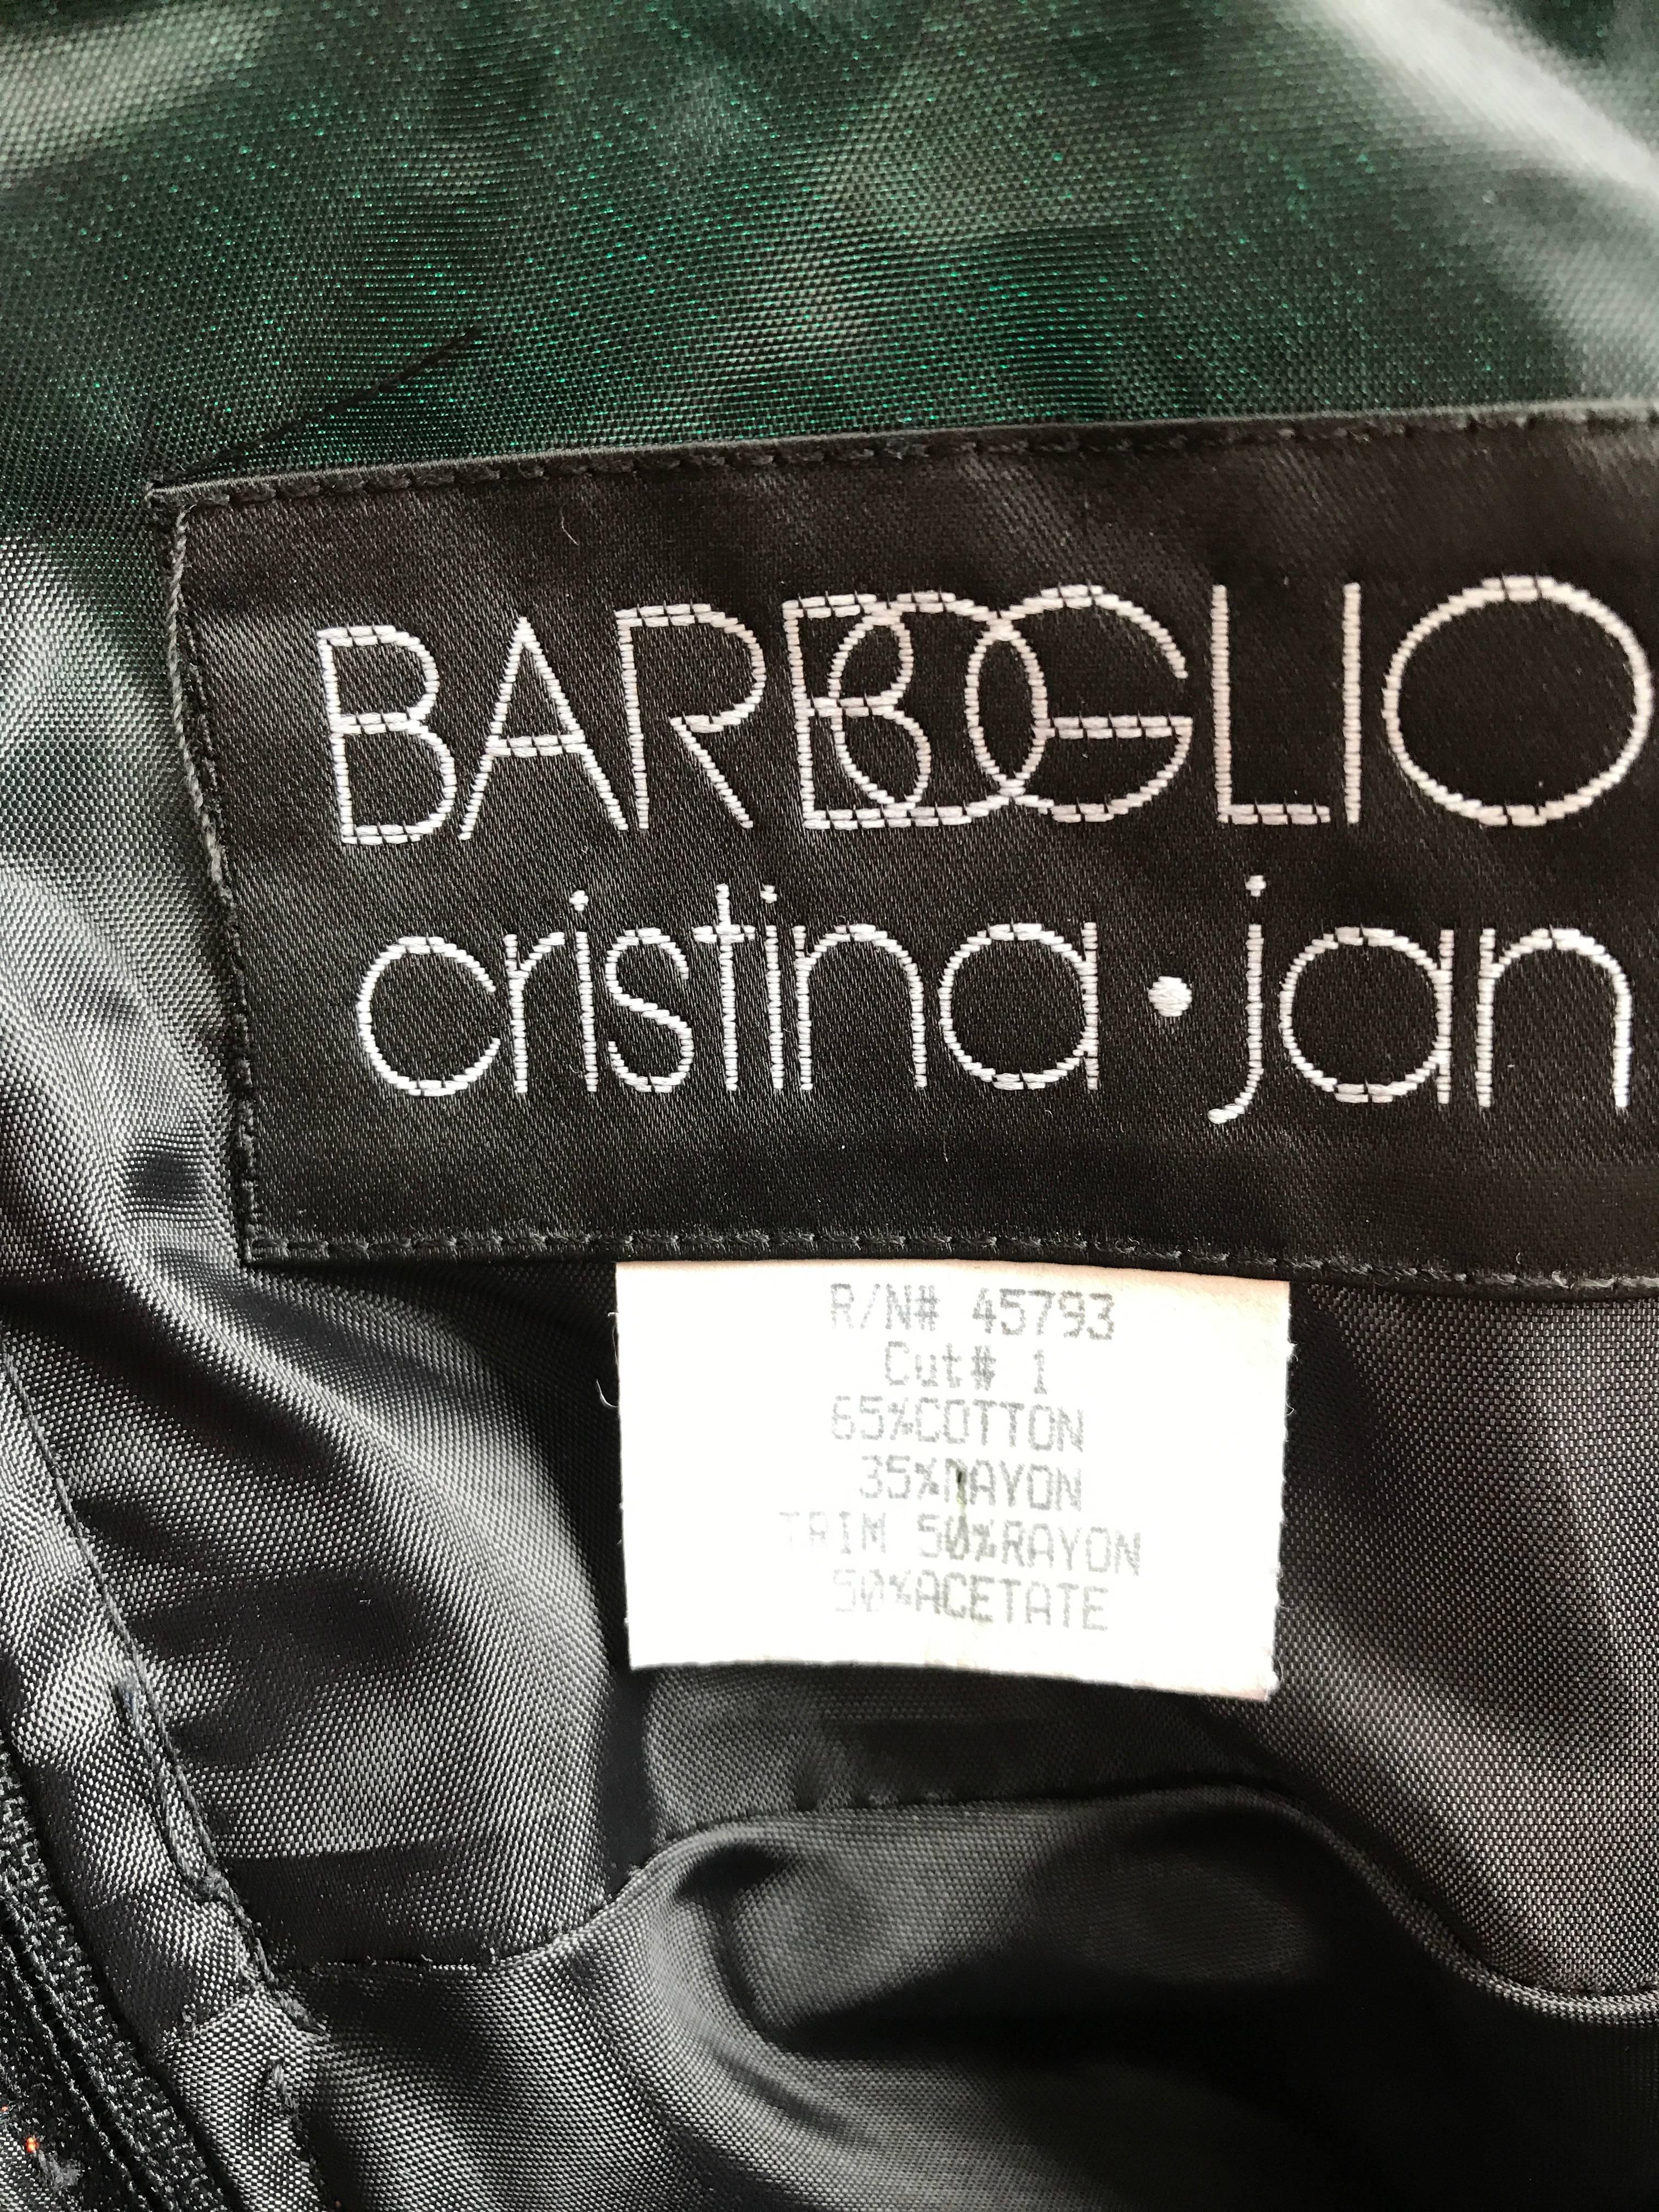 BARBOGLIO
cristina • jan
R/N# 45793
Cut# 1
65%COTTON
35%RAYON
TRIM 50%RAYON
50%ACETATE